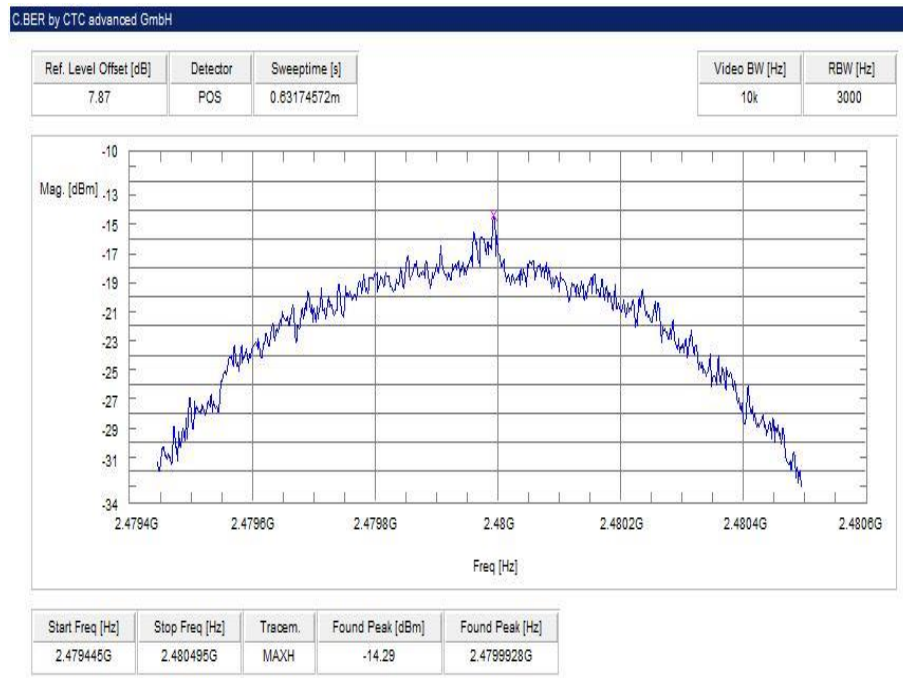 C.BER by CTC advanced GmbH
Ref. Level Offset [dB] Detector Sweeptime [s] Video BW [Hz] RBW [Hz]
7.87 POS 0.63174572m 10k 3000
-10
Mag. [dBm] -13
-15
-17
-19
-21
-23
-25
-27
-29
-31
-34
2.4794G 2.4796G 2.4798G 2.48G 2.4802G 2.4804G 2.4806G
Freq [Hz]
Start Freq [Hz] Stop Freq [Hz] Tracem. Found Peak [dBm] Found Peak [Hz]
2.479445G 2.480495G MAXH -14.29 2.4799928G